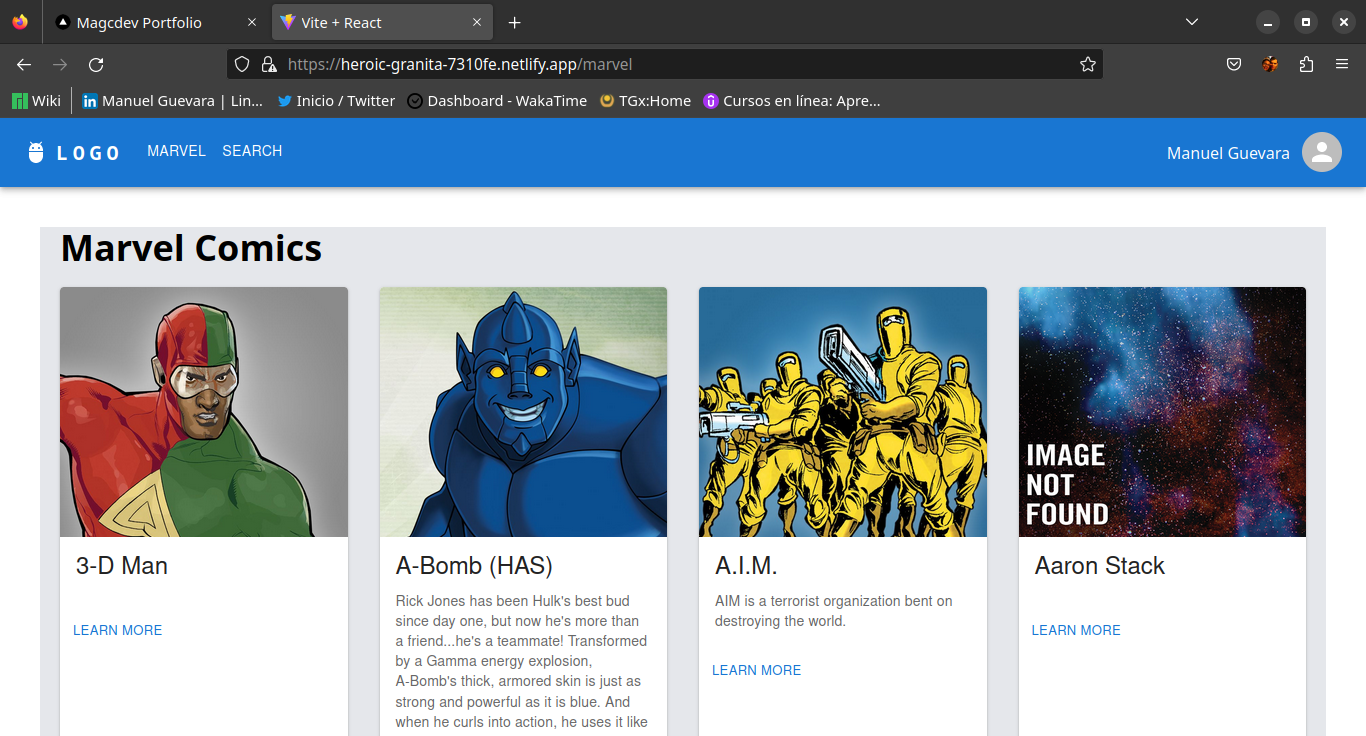 Magcdev Portfolio
Vite + React
https://heroic-granita-7310fe.netlify.app/marvel
Wiki
Manuel Guevara | Lin...
Inicio / Twitter
Dashboard - WakaTime
TGx:Home
Cursos en línea: Apre...
LOGO
MARVEL
SEARCH
Manuel Guevara
Marvel Comics
IMAGE
NOT
FOUND
3-D Man
LEARN MORE
A-Bomb (HAS)
Rick Jones has been Hulk's best bud
since day one, but now he's more than
a friend...he's a teammate! Transformed
by a Gamma energy explosion,
A-Bomb's thick, armored skin is just as
strong and powerful as it is blue. And
when he curls into action, he uses it like
A.I.M.
AIM is a terrorist organization bent on
destroying the world.
LEARN MORE
Aaron Stack
LEARN MORE